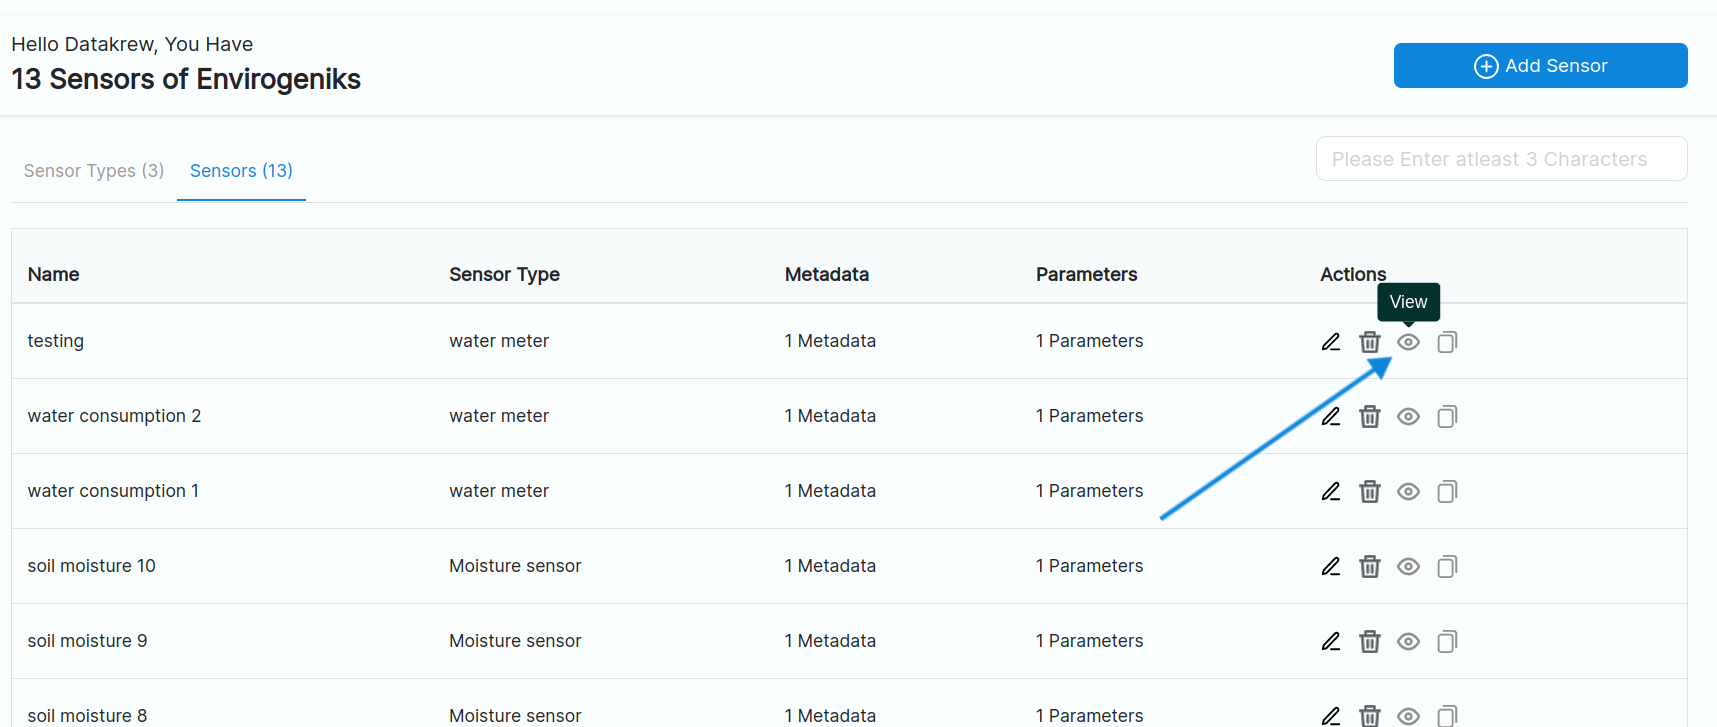 Hello Datakrew, You Have
13 Sensors of Envirogeniks
Add Sensor
Sensor Types (3) Sensors (13)
Please Enter atleast 3 Characters
Name Sensor Type Metadata Parameters Actions
View
testing water meter 1 Metadata 1 Parameters
water consumption 2 water meter 1 Metadata 1 Parameters
water consumption 1 water meter 1 Metadata 1 Parameters
soil moisture 10 Moisture sensor 1 Metadata 1 Parameters
soil moisture 9 Moisture sensor 1 Metadata 1 Parameters
soil moisture 8 Moisture sensor 1 Metadata 1 Parameters